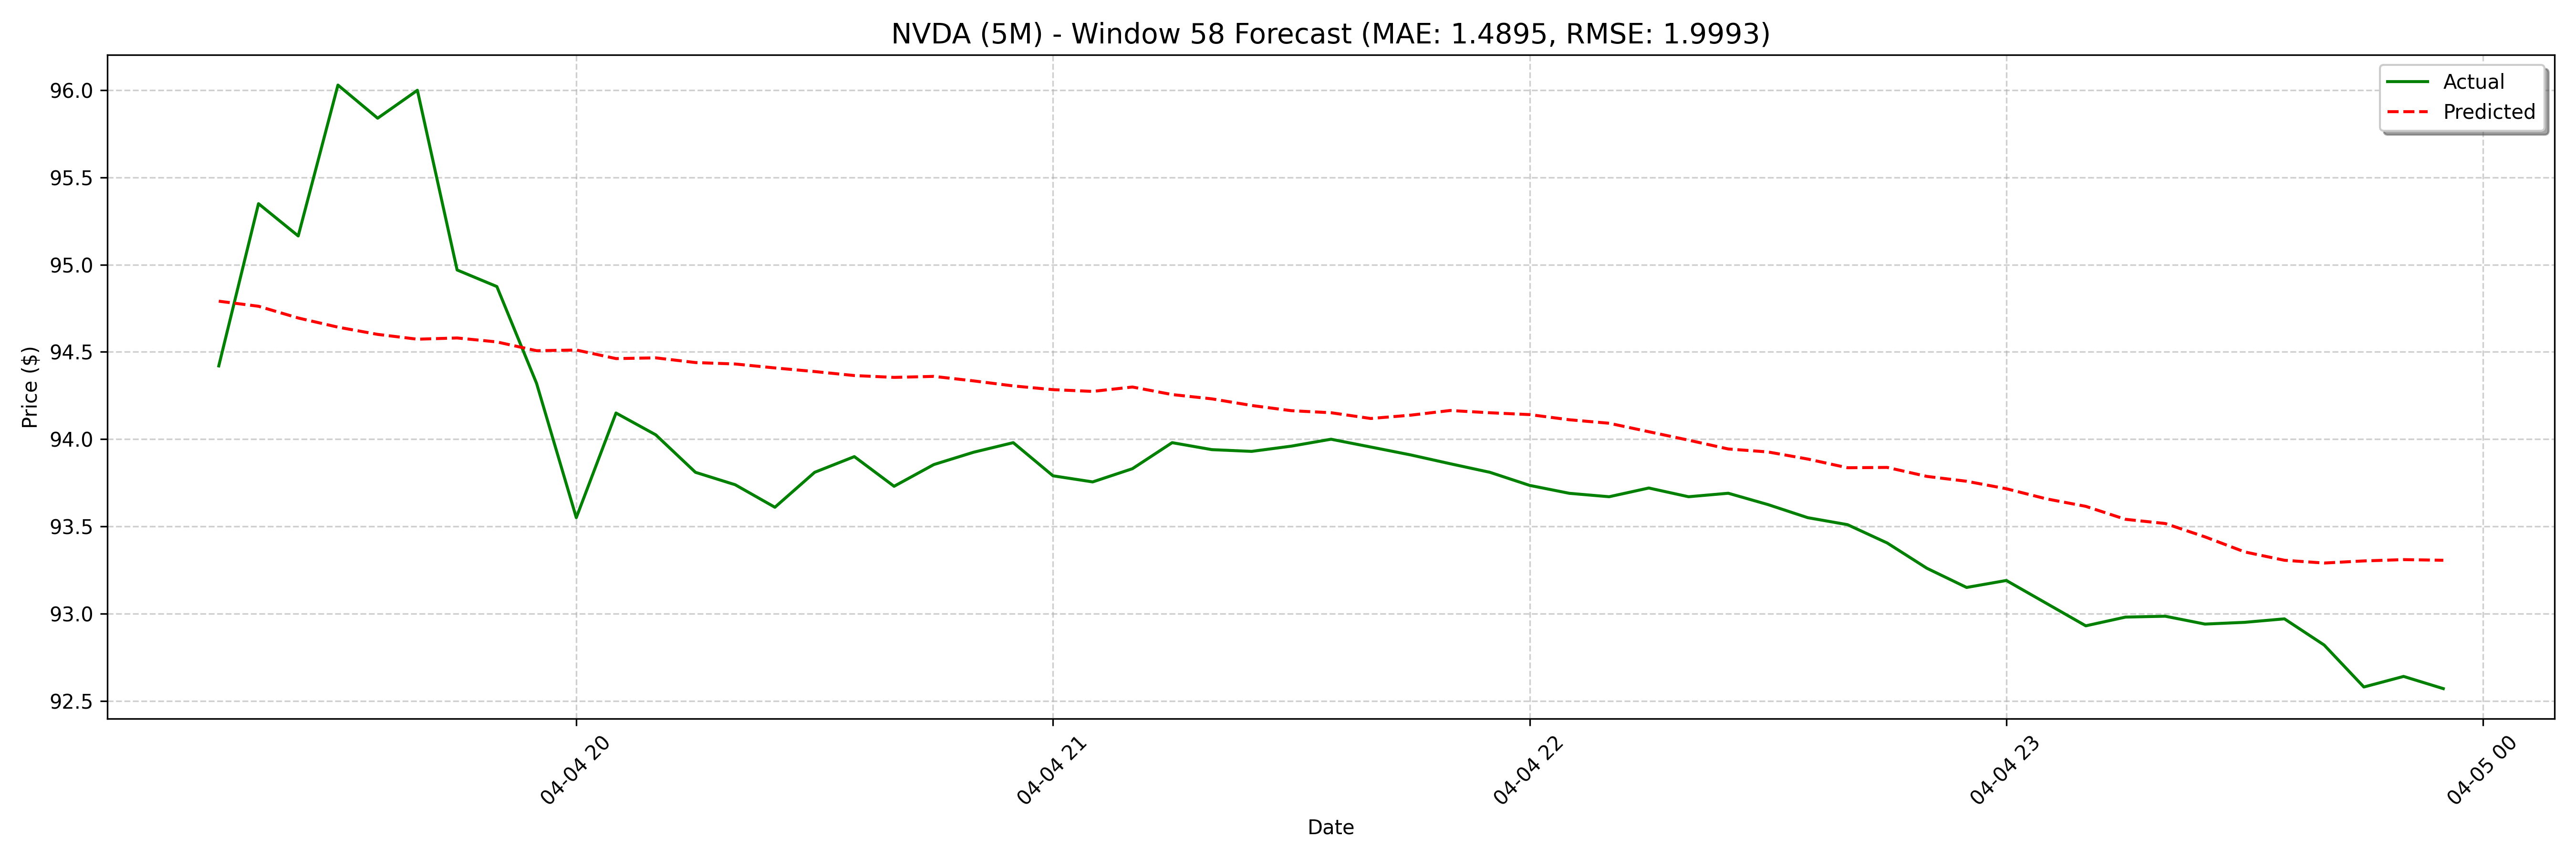 NVDA (5M) - Window 58 Forecast (MAE: 1.4895, RMSE: 1.9993)
Actual
Predicted
Price ($)
96.0
95.5
95.0
94.5
94.0
93.5
93.0
92.5
04-04 20
04-04 21
04-04 22
04-04 23
04-05 00
Date